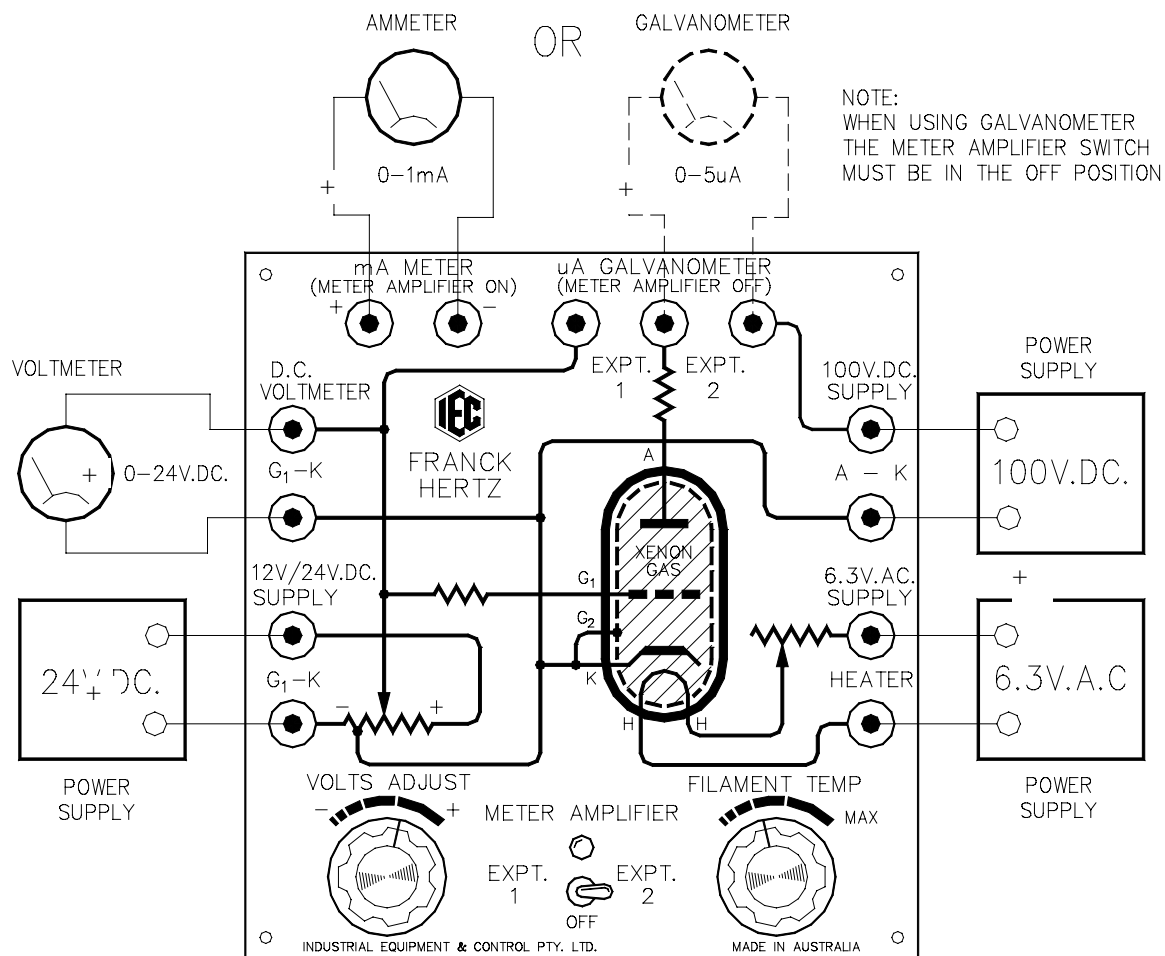 AMMETER
OR
GALVANOMETER
0-1mA
+
0-5uA
+
NOTE:
WHEN USING GALVANOMETER
THE METER AMPLIFIER SWITCH
MUST BE IN THE OFF POSITION
mA METER
(METER AMPLIFIER ON)
+
-
uA GALVANOMETER
(METER AMPLIFIER OFF)
VOLTMETER
+
0-24V.DC.
D.C.
VOLTMETER
G1-K
IEC
FRANCK
HERTZ
EXPT.
1
EXPT.
2
100V.DC.
SUPPLY
A - K
POWER
SUPPLY
100V.DC.
+
A
XENON
GAS
G1
G2
K
H
H
12V/24V.DC.
SUPPLY
G1-K
-
+
24V.DC.
+
POWER
SUPPLY
6.3V.AC.
SUPPLY
HEATER
6.3V.A.C
POWER
SUPPLY
VOLTS ADJUST
-
+
METER AMPLIFIER
EXPT.
1
EXPT.
2
OFF
FILAMENT TEMP
MAX
INDUSTRIAL EQUIPMENT & CONTROL PTY. LTD.
MADE IN AUSTRALIA